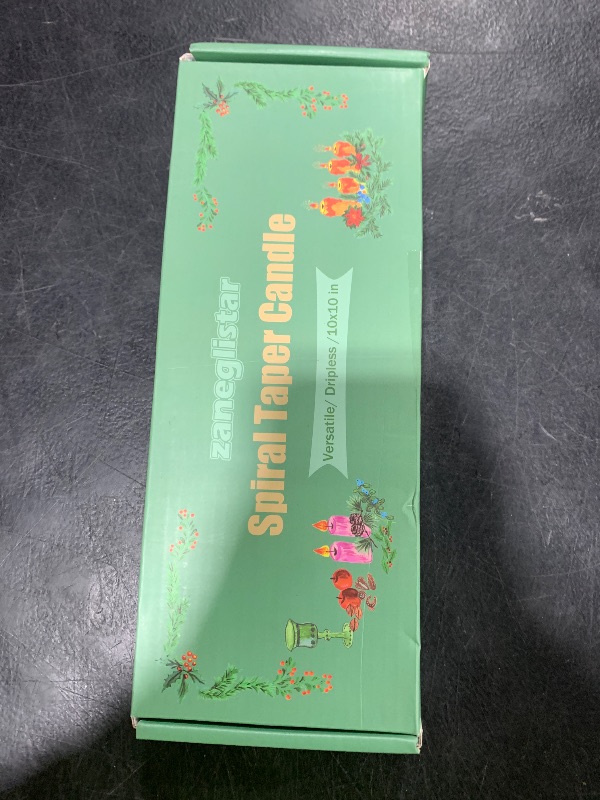 zaneglistar
Spiral Taper Candle
Versatile/ Dripless /10x10 in